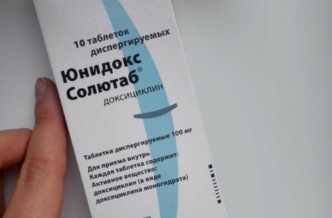 10 таблеток
диспергируемых
Юнидокс
Солютаб®
ДОКСИЦИКЛИН
Таблетки диспергируемые 100 мг
Для приема внутрь
Каждая таблетка содержит:
Активное вещество:
доксициклин (в виде
доксициклина моногидрата)